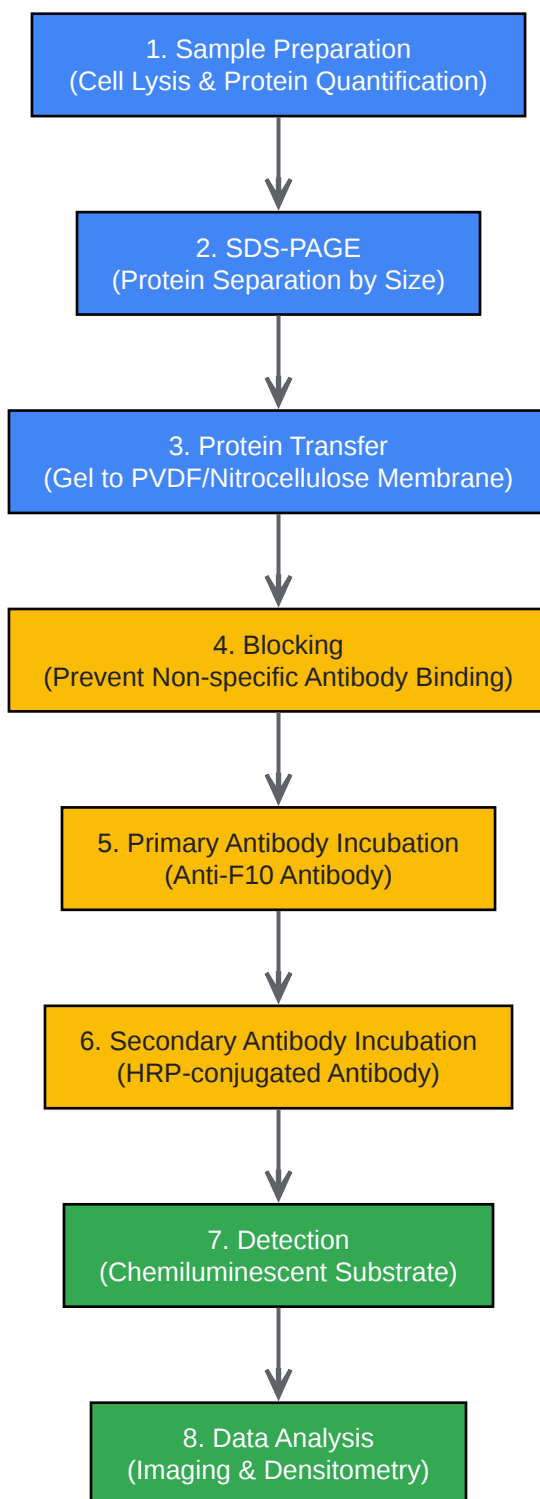 1. Sample Preparation
(Cell Lysis & Protein Quantification)
2. SDS-PAGE
(Protein Separation by Size)
3. Protein Transfer
(Gel to PVDF/Nitrocellulose Membrane)
4. Blocking
(Prevent Non-specific Antibody Binding)
5. Primary Antibody Incubation
(Anti-F10 Antibody)
6. Secondary Antibody Incubation
(HRP-conjugated Antibody)
7. Detection
(Chemiluminescent Substrate)
8. Data Analysis
(Imaging & Densitometry)